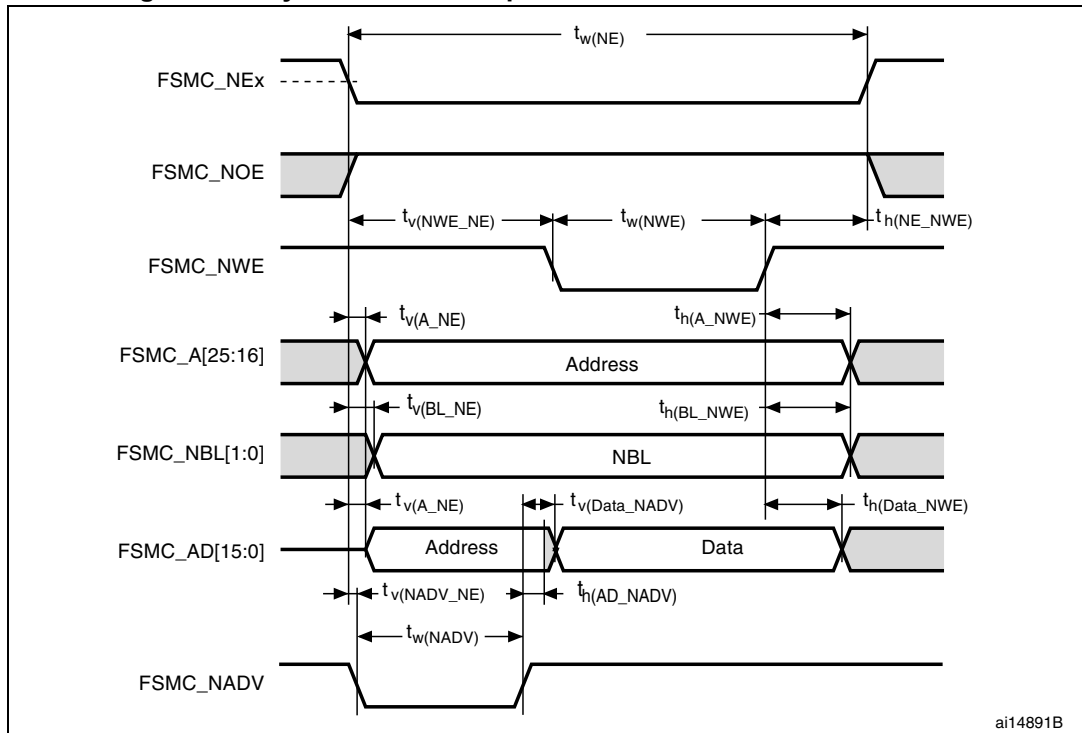 t_w(NE)
FSMC_NEx
FSMC_NOE
t_v(NWE_NE) t_w(NWE) t_h(NE_NWE)
FSMC_NWE
t_v(A_NE) t_h(A_NWE)
FSMC_A[25:16] Address
t_v(BL_NE) t_h(BL_NWE)
FSMC_NBL[1:0] NBL
t_v(A_NE) t_v(Data_NADV) t_h(Data_NWE)
FSMC_AD[15:0] Address Data
t_v(NADV_NE) t_h(AD_NADV)
t_w(NADV)
FSMC_NADV
ai14891B